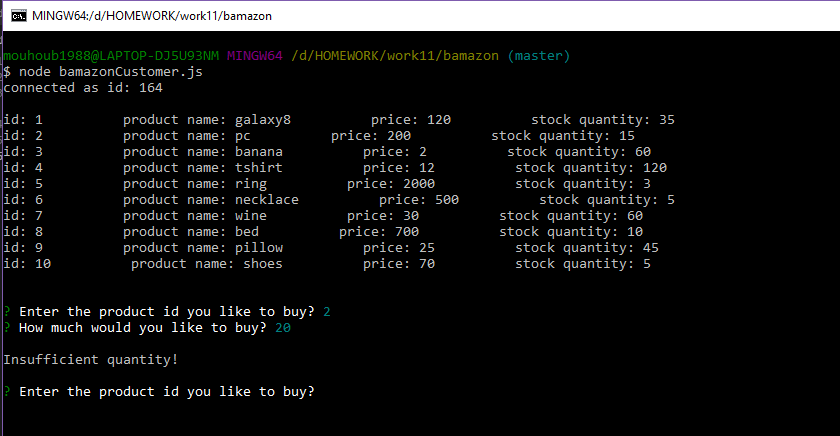 MINGW64:/d/HOMEWORK/work11/bamazon
mouhoub1988@LAPTOP-DJ5U93NM MINGW64 /d/HOMEWORK/work11/bamazon (master)
$ node bamazonCustomer.js
connected as id: 164
id: 1          product name: galaxy8          price: 120          stock quantity: 35
id: 2          product name: pc          price: 200          stock quantity: 15
id: 3          product name: banana          price: 2          stock quantity: 60
id: 4          product name: tshirt          price: 12          stock quantity: 120
id: 5          product name: ring          price: 2000          stock quantity: 3
id: 6          product name: necklace          price: 500          stock quantity: 5
id: 7          product name: wine          price: 30          stock quantity: 60
id: 8          product name: bed          price: 700          stock quantity: 10
id: 9          product name: pillow          price: 25          stock quantity: 45
id: 10          product name: shoes          price: 70          stock quantity: 5
? Enter the product id you like to buy? 2
? How much would you like to buy? 20
Insufficient quantity!
? Enter the product id you like to buy?